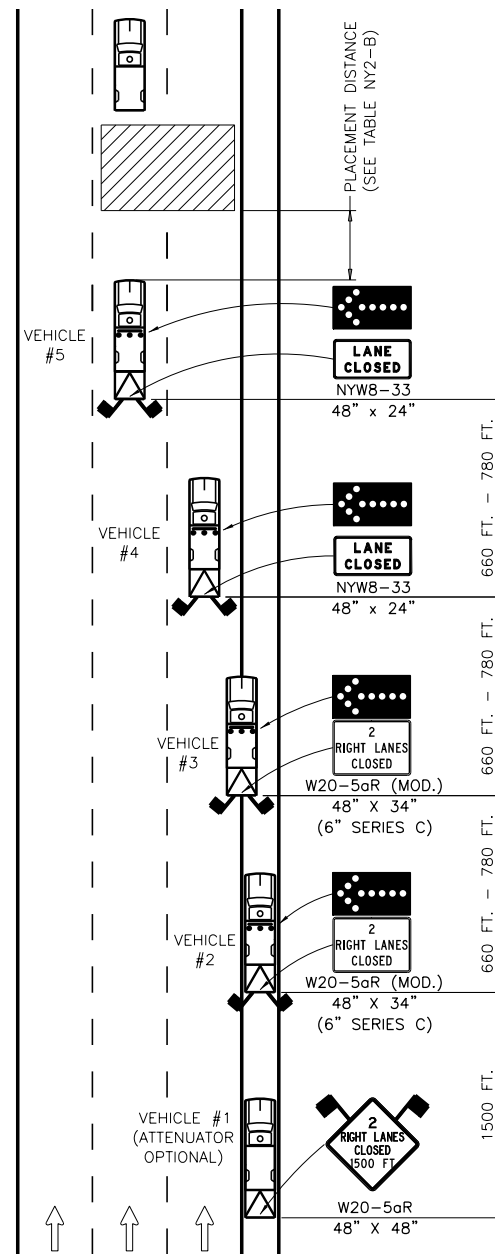 PLACEMENT DISTANCE
(SEE TABLE NY2-B)
VEHICLE
#5
LANE
CLOSED
NYW8-33
48" x 24"
660 FT. - 780 FT.
VEHICLE
#4
LANE
CLOSED
NYW8-33
48" x 24"
660 FT. - 780 FT.
VEHICLE
#3
2
RIGHT LANES
CLOSED
W20-5aR (MOD.)
48" X 34"
(6" SERIES C)
660 FT. - 780 FT.
VEHICLE
#2
2
RIGHT LANES
CLOSED
W20-5aR (MOD.)
48" X 34"
(6" SERIES C)
1500 FT.
VEHICLE #1
(ATTENUATOR
OPTIONAL)
2
RIGHT LANES
CLOSED
1500 FT
W20-5aR
48" X 48"